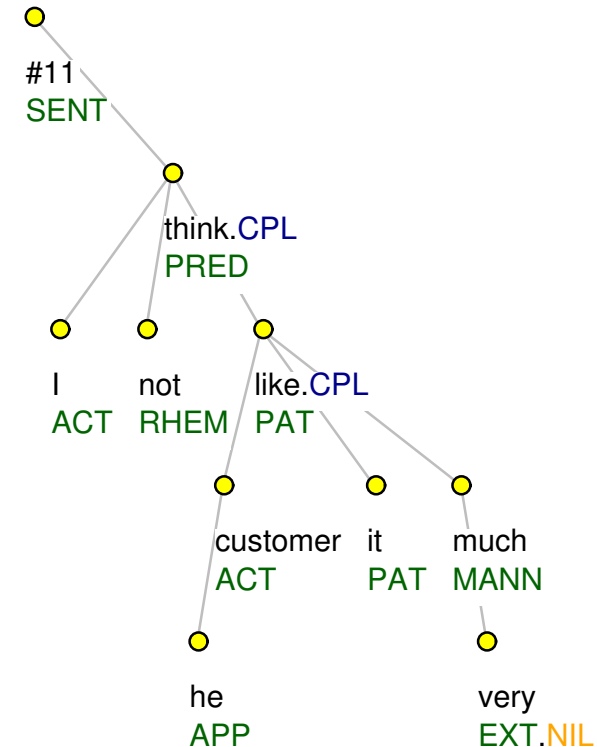 #11
SENT
think.CPL
PRED
I not like.CPL
ACT RHEM PAT
customer it much
ACT PAT MANN
he very
APP EXT.NIL